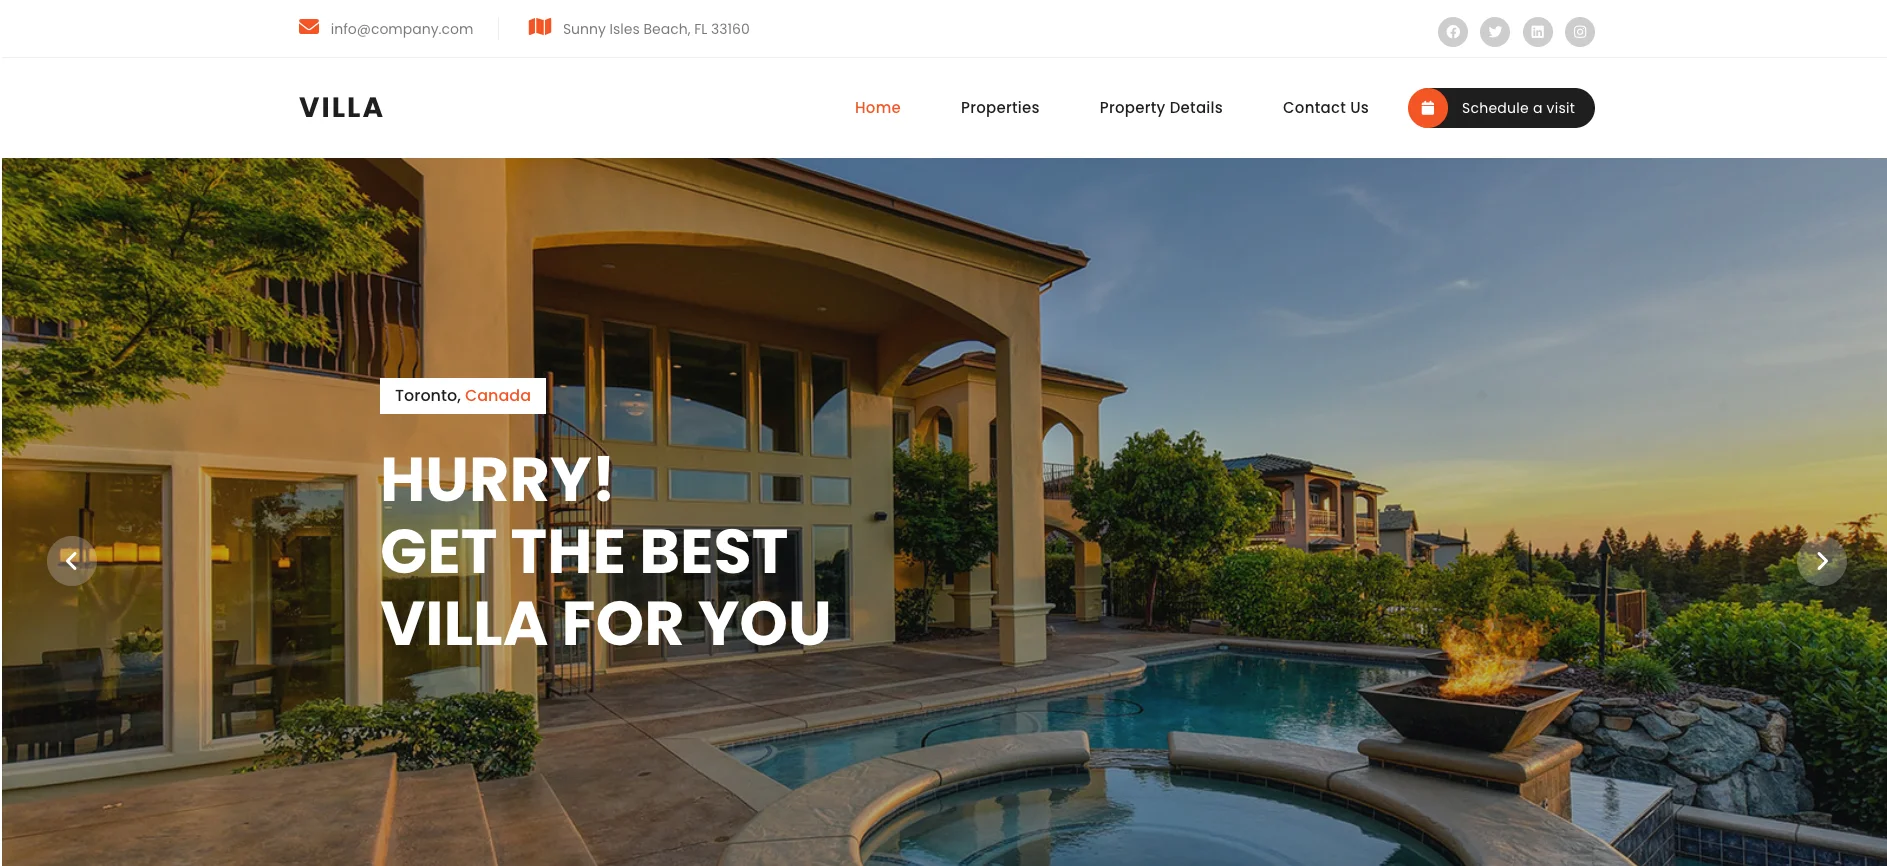 info@company.com
Sunny Isles Beach, FL 33160
VILLA
Home
Properties
Property Details
Contact Us
Schedule a visit
Toronto, Canada
HURRY!
GET THE BEST
VILLA FOR YOU